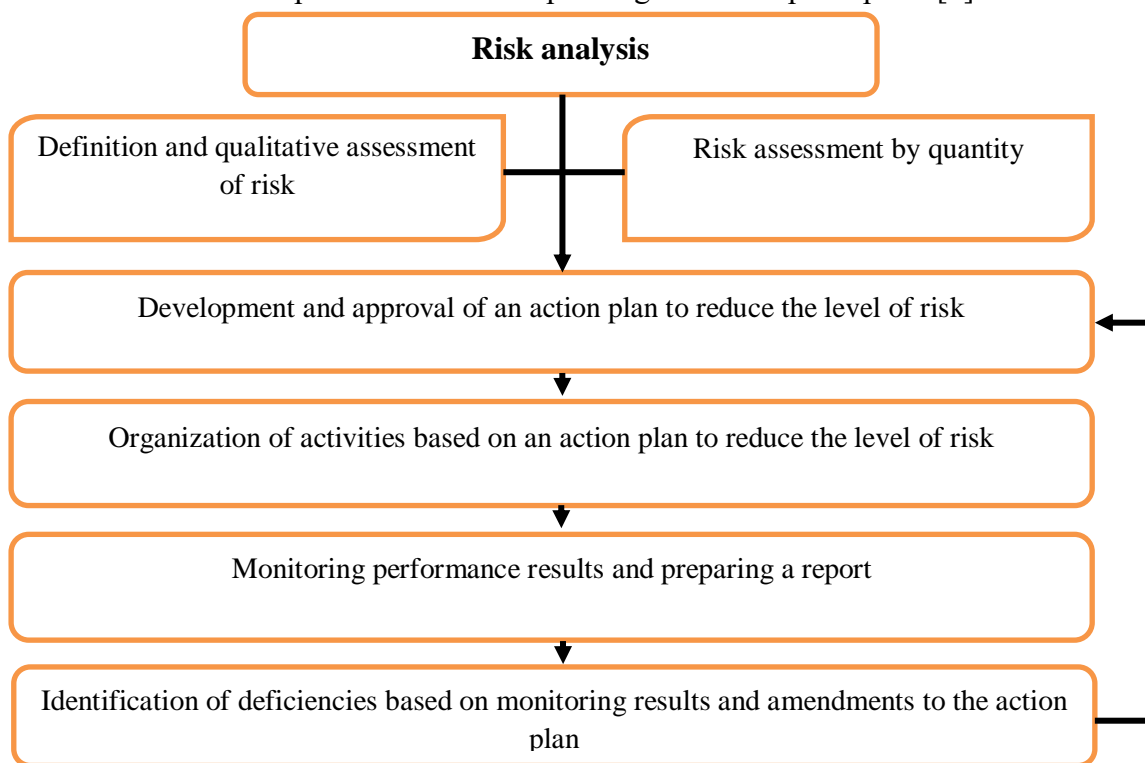 Risk analysis
Definition and qualitative assessment
of risk
Risk assessment by quantity
Development and approval of an action plan to reduce the level of risk
Organization of activities based on an action plan to reduce the level of risk
Monitoring performance results and preparing a report
Identification of deficiencies based on monitoring results and amendments to the action
plan